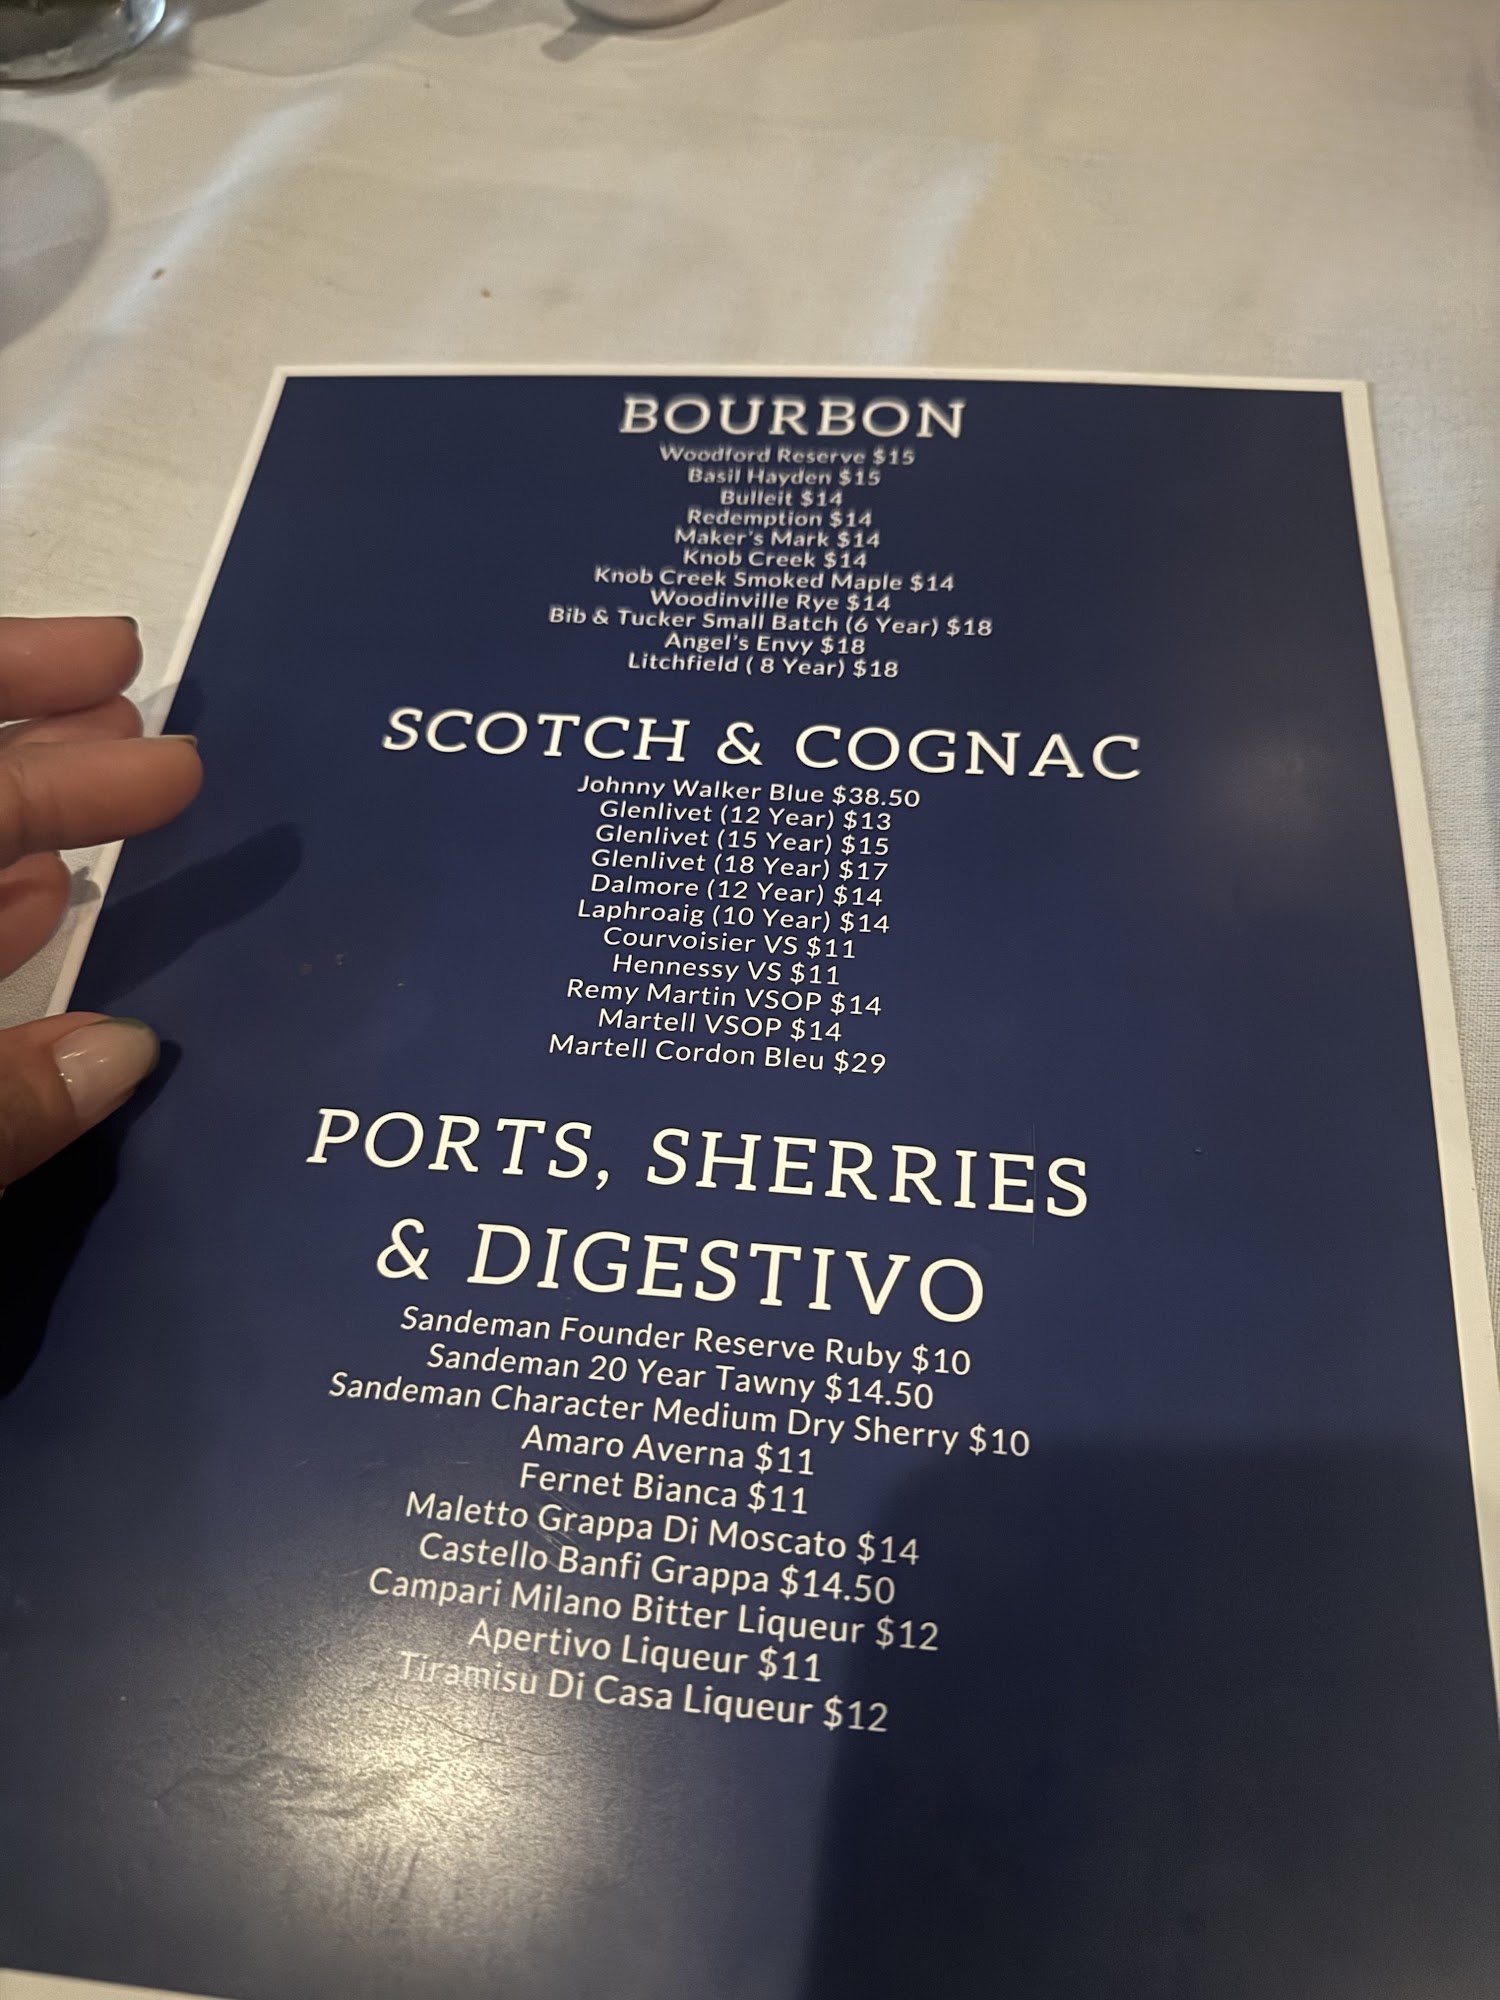 BOURBON
Woodford Reserve $15
Basil Hayden $15
Bulleit $14
Redemption $14
Maker's Mark $14
Knob Creek $14
Knob Creek Smoked Maple $14
Woodinville Rye $14
Bib & Tucker Small Batch (6 Year) $18
Angel's Envy $18
Litchfield ( 8 Year) $18
SCOTCH & COGNAC
Johnny Walker Blue $38.50
Glenlivet (12 Year) $13
Glenlivet (15 Year) $15
Glenlivet (18 Year) $17
Dalmore (12 Year) $14
Laphroaig (10 Year) $14
Courvoisier VS $11
Hennessy VS $11
Remy Martin VSOP $14
Martell VSOP $14
Martell Cordon Bleu $29
PORTS, SHERRIES
& DIGESTIVO
Sandeman Founder Reserve Ruby $10
Sandeman 20 Year Tawny $14.50
Sandeman Character Medium Dry Sherry $10
Amaro Averna $11
Fernet Bianca $11
Maletto Grappa Di Moscato $14
Castello Banfi Grappa $14.50
Campari Milano Bitter Liqueur $12
Apertivo Liqueur $11
Tiramisu Di Casa Liqueur $12